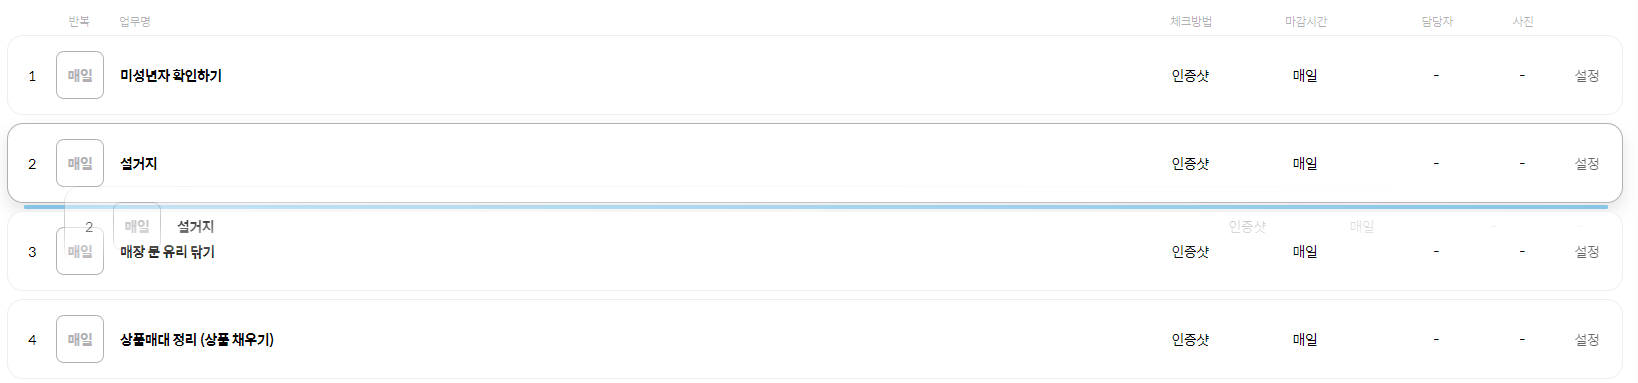 반복 업무명 체크방법 마감시간 담당자 사진
1 매일 미성년자 확인하기 인증샷 매일 - - 설정
2 매일 설거지 인증샷 매일 - - 설정
2 매일 설거지 인증샷 매일 - -
3 매일 매장 문 유리 닦기 인증샷 매일 - - 설정
4 매일 상품매대 정리 (상품 채우기) 인증샷 매일 - - 설정